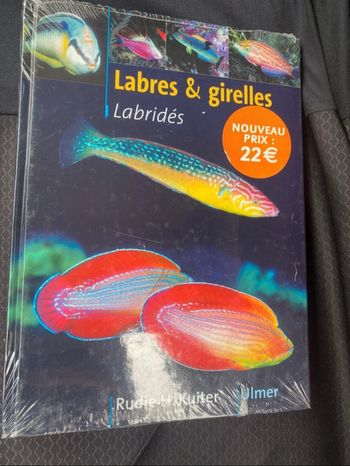 Labres & girelles
Labridés
NOUVEAU
PRIX :
22 €
Rudie H. Kuiter
Ulmer